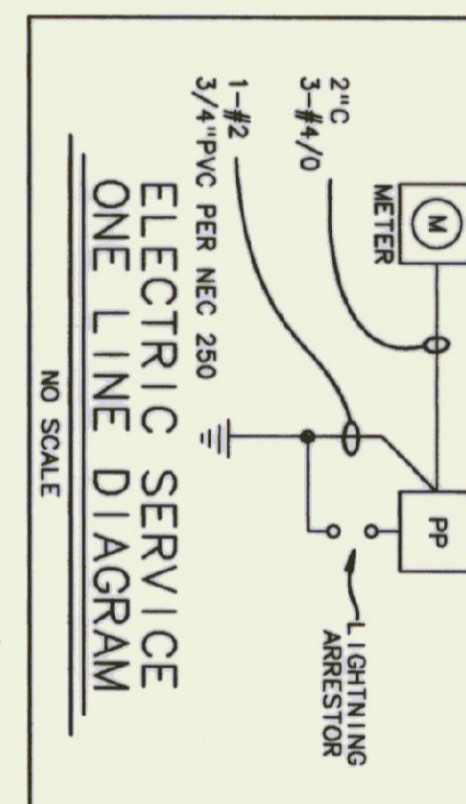 M
METER
PP
2"C
3-#4/0
1-#2
3/4"PVC PER NEC 250
LIGHTNING
ARRESTOR
ELECTRIC SERVICE
ONE LINE DIAGRAM
NO SCALE